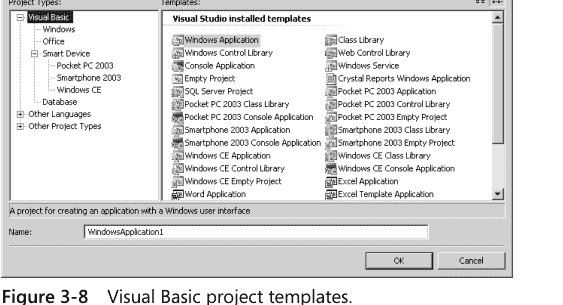 Project Types: Templates:
Visual Basic
Windows
Office
Smart Device
Pocket PC 2003
Smartphone 2003
Windows CE
Database
Other Languages
Other Project Types
Visual Studio installed templates
Windows Application Class Library
Windows Control Library Web Control Library
Console Application Windows Service
Empty Project Crystal Reports Windows Application
SQL Server Project Pocket PC 2003 Application
Pocket PC 2003 Class Library Pocket PC 2003 Control Library
Pocket PC 2003 Console Application Pocket PC 2003 Empty Project
Smartphone 2003 Application Smartphone 2003 Class Library
Smartphone 2003 Console Application Smartphone 2003 Empty Project
Windows CE Application Windows CE Class Library
Windows CE Control Library Windows CE Console Application
Windows CE Empty Project Excel Application
Word Application Excel Template Application
A project for creating an application with a Windows user interface
Name: WindowsApplication1
OK Cancel
Figure 3-8 Visual Basic project templates.